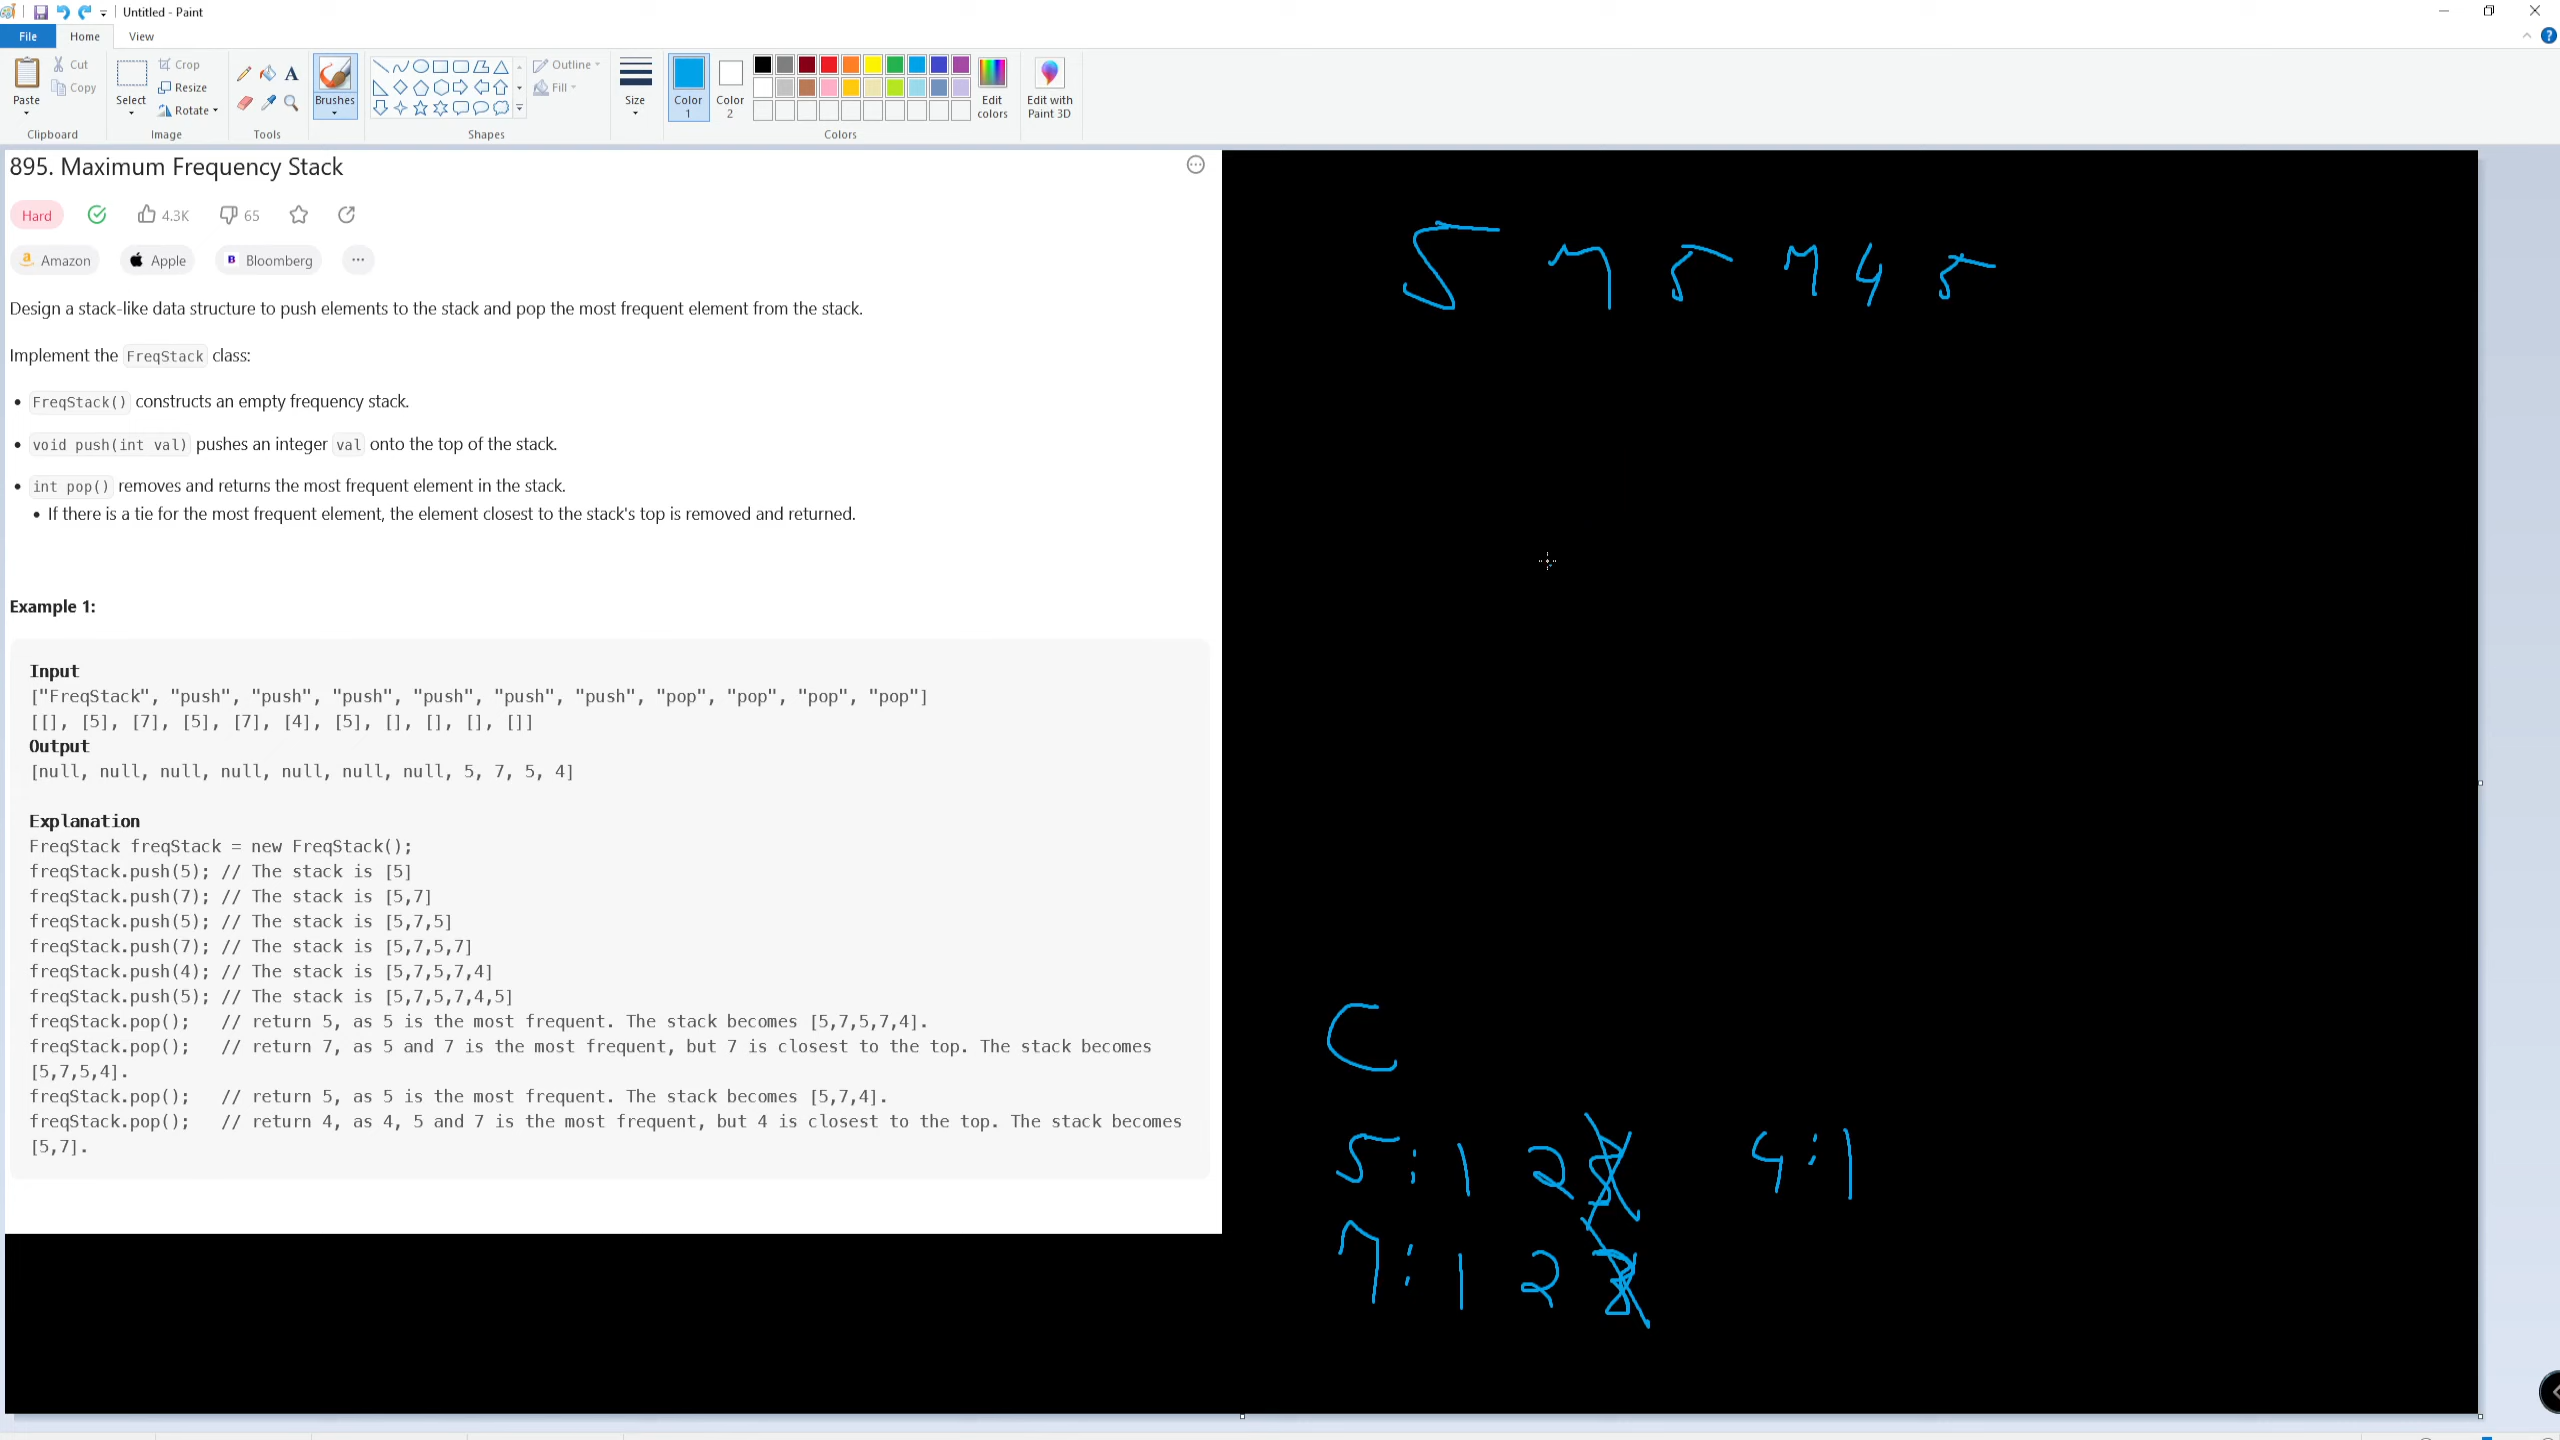 Untitled - Paint
File Home View
Paste Cut Copy Clipboard
Select Crop Resize Rotate Image
Tools
Brushes
Shapes
Outline Fill
Size
Color 1 Color 2 Edit colors Colors
Edit with Paint 3D
895. Maximum Frequency Stack
Hard 4.3K 65
Amazon Apple Bloomberg
Design a stack-like data structure to push elements to the stack and pop the most frequent element from the stack.
Implement the FreqStack class:
• FreqStack() constructs an empty frequency stack.
• void push(int val) pushes an integer val onto the top of the stack.
• int pop() removes and returns the most frequent element in the stack.
• If there is a tie for the most frequent element, the element closest to the stack's top is removed and returned.
Example 1:
Input
["FreqStack", "push", "push", "push", "push", "push", "push", "pop", "pop", "pop", "pop"]
[[], [5], [7], [5], [7], [4], [5], [], [], [], []]
Output
[null, null, null, null, null, null, null, 5, 7, 5, 4]
Explanation
FreqStack freqStack = new FreqStack();
freqStack.push(5); // The stack is [5]
freqStack.push(7); // The stack is [5,7]
freqStack.push(5); // The stack is [5,7,5]
freqStack.push(7); // The stack is [5,7,5,7]
freqStack.push(4); // The stack is [5,7,5,7,4]
freqStack.push(5); // The stack is [5,7,5,7,4,5]
freqStack.pop();   // return 5, as 5 is the most frequent. The stack becomes [5,7,5,7,4].
freqStack.pop();   // return 7, as 5 and 7 is the most frequent, but 7 is closest to the top. The stack becomes
[5,7,5,4].
freqStack.pop();   // return 5, as 5 is the most frequent. The stack becomes [5,7,4].
freqStack.pop();   // return 4, as 4, 5 and 7 is the most frequent, but 4 is closest to the top. The stack becomes
[5,7].
5 7 5 7 4 5
C
5: 1 2 3 4:1
7: 1 2 3